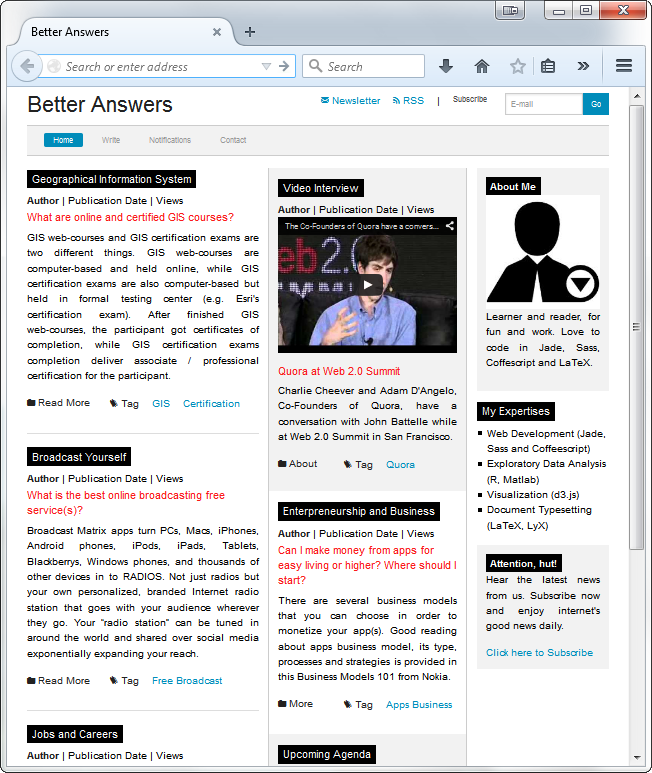 Better Answers
Search or enter address
Search
Better Answers
Newsletter
RSS
|
Subscribe
E-mail
Go
Home
Write
Notifications
Contact
Geographical Information System
Author | Publication Date | Views
What are online and certified GIS courses?
GIS web-courses and GIS certification exams are
two different things. GIS web-courses are
computer-based and held online, while GIS
certification exams are also computer-based but
held in formal testing center (e.g. Esri's
certification exam). After finished GIS
web-courses, the participant got certificates of
completion, while GIS certification exams
completion deliver associate / professional
certification for the participant.
Read More
Tag
GIS
Certification
Broadcast Yourself
Author | Publication Date | Views
What is the best online broadcasting free
service(s)?
Broadcast Matrix apps turn PCs, Macs, iPhones,
Android phones, iPods, iPads, Tablets,
Blackberrys, Windows phones, and thousands of
other devices in to RADIOS. Not just radios but
your own personalized, branded Internet radio
station that goes with your audience wherever
they go. Your “radio station” can be tuned in
around the world and shared over social media
exponentially expanding your reach.
Read More
Tag
Free Broadcast
Jobs and Careers
Author | Publication Date | Views
Video Interview
Author | Publication Date | Views
The Co-Founders of Quora have a convers...
eb2.0
UMMI
Quora at Web 2.0 Summit
Charlie Cheever and Adam D'Angelo,
Co-Founders of Quora, have a
conversation with John Battelle while
at Web 2.0 Summit in San Francisco.
About
Tag
Quora
Enterpreneurship and Business
Author | Publication Date | Views
Can I make money from apps for
easy living or higher? Where should I
start?
There are several business models
that you can choose in order to
monetize your app(s). Good reading
about apps business model, its type,
processes and strategies is provided in
this Business Models 101 from Nokia.
More
Tag
Apps Business
Upcoming Agenda
About Me
Learner and reader, for
fun and work. Love to
code in Jade, Sass,
Coffescript and LaTeX.
My Expertises
Web Development (Jade,
Sass and Coffeescript)
Exploratory Data Analysis
(R, Matlab)
Visualization (d3.js)
Document Typesetting
(LaTeX, LyX)
Attention, hut!
Hear the latest news
from us. Subscribe now
and enjoy internet's
good news daily.
Click here to Subscribe